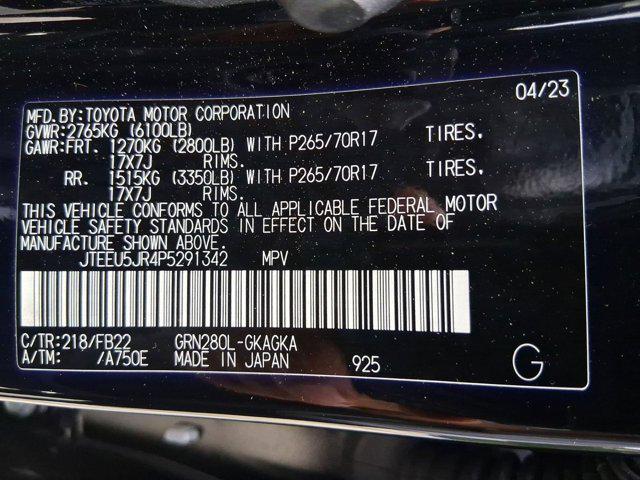 04/23
MFD. BY: TOYOTA MOTOR CORPORATION
GVWR: 2765KG (6100LB)
GAWR: FRT. 1270KG (2800LB) WITH P265/70R17 TIRES.
17X7J RIMS.
RR. 1515KG (3350LB) WITH P265/70R17 TIRES.
17X7J RIMS.
THIS VEHICLE CONFORMS TO ALL APPLICABLE FEDERAL MOTOR
VEHICLE SAFETY STANDARDS IN EFFECT ON THE DATE OF
MANUFACTURE SHOWN ABOVE.
JTEEU5JR4P5291342 MPV
C/TR: 218/FB22 GRN280L-GKAGKA
A/TM: /A750E MADE IN JAPAN 925 G